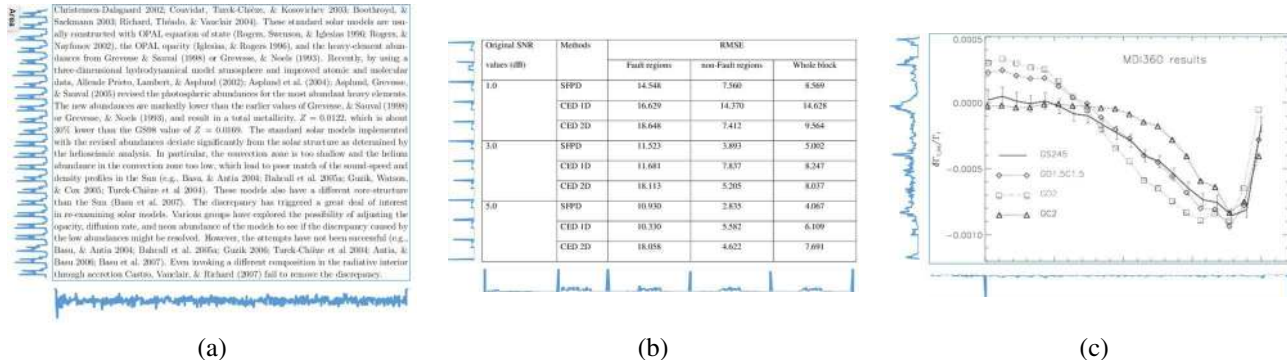 Area
Christensen-Dalsgaard 2002; Couvidat, Turck-Chièze, & Kosovichev 2003; Boothroyd, &
Sackmann 2003; Richard, Théado, & Vauclair 2004). These standard solar models are usu-
ally constructed with OPAL equation of state (Rogers, Swenson, & Iglesias 1996; Rogers, &
Nayfonov 2002), the OPAL opacity (Iglesias, & Rogers 1996), and the heavy-element abun-
dances from Grevesse & Sauval (1998) or Grevesse, & Noels (1993). Recently, by using a
three-dimensional hydrodynamical model atmosphere and improved atomic and molecular
data, Allende Prieto, Lambert, & Asplund (2002); Asplund et al. (2004); Asplund, Grevesse,
& Sauval (2005) revised the photospheric abundances for the most abundant heavy elements.
The new abundances are markedly lower than the earlier values of Grevesse, & Sauval (1998)
or Grevesse, & Noels (1993), and result in a total metallicity, Z = 0.0122, which is about
30% lower than the GS98 value of Z = 0.0169. The standard solar models implemented
with the revised abundances deviate significantly from the solar structure as determined by
the helioseismic analysis. In particular, the convection zone is too shallow and the helium
abundance in the convection zone too low, which lead to poor match of the sound-speed and
density profiles in the Sun (e.g., Basu, & Antia 2004; Bahcall et al. 2005a; Guzik, Watson,
& Cox 2005; Turck-Chièze et al 2004). These models also have a different core-structure
than the Sun (Basu et al. 2007). The discrepancy has triggered a great deal of interest
in re-examining solar models. Various groups have explored the possibility of adjusting the
opacity, diffusion rate, and neon abundance of the models to see if the discrepancy caused by
the low abundances might be resolved. However, the attempts have not been successful (e.g.,
Basu, & Antia 2004; Bahcall et al. 2005a; Guzik 2006; Turck-Chièze et al 2004; Antia, &
Basu 2006; Basu et al. 2007). Even invoking a different composition in the radiative interior
through accretion Castro, Vauclair, & Richard (2007) fail to remove the discrepancy.
(a)
Original SNR values (dB) Methods RMSE
Fault regions non-Fault regions Whole block
1.0 SFPD 14.548 7.560 8.569
CED 1D 16.629 14.370 14.628
CED 2D 18.648 7.412 9.564
3.0 SFPD 11.523 3.893 5.002
CED 1D 11.681 7.837 8.247
CED 2D 18.113 5.205 8.037
5.0 SFPD 10.930 2.835 4.067
CED 1D 10.330 5.582 6.109
CED 2D 18.058 4.622 7.691
(b)
MDI360 results
0.0005
0.0000
-0.0005
-0.0010
GS245
GD1.5C1.5
GD2
GC2
(c)